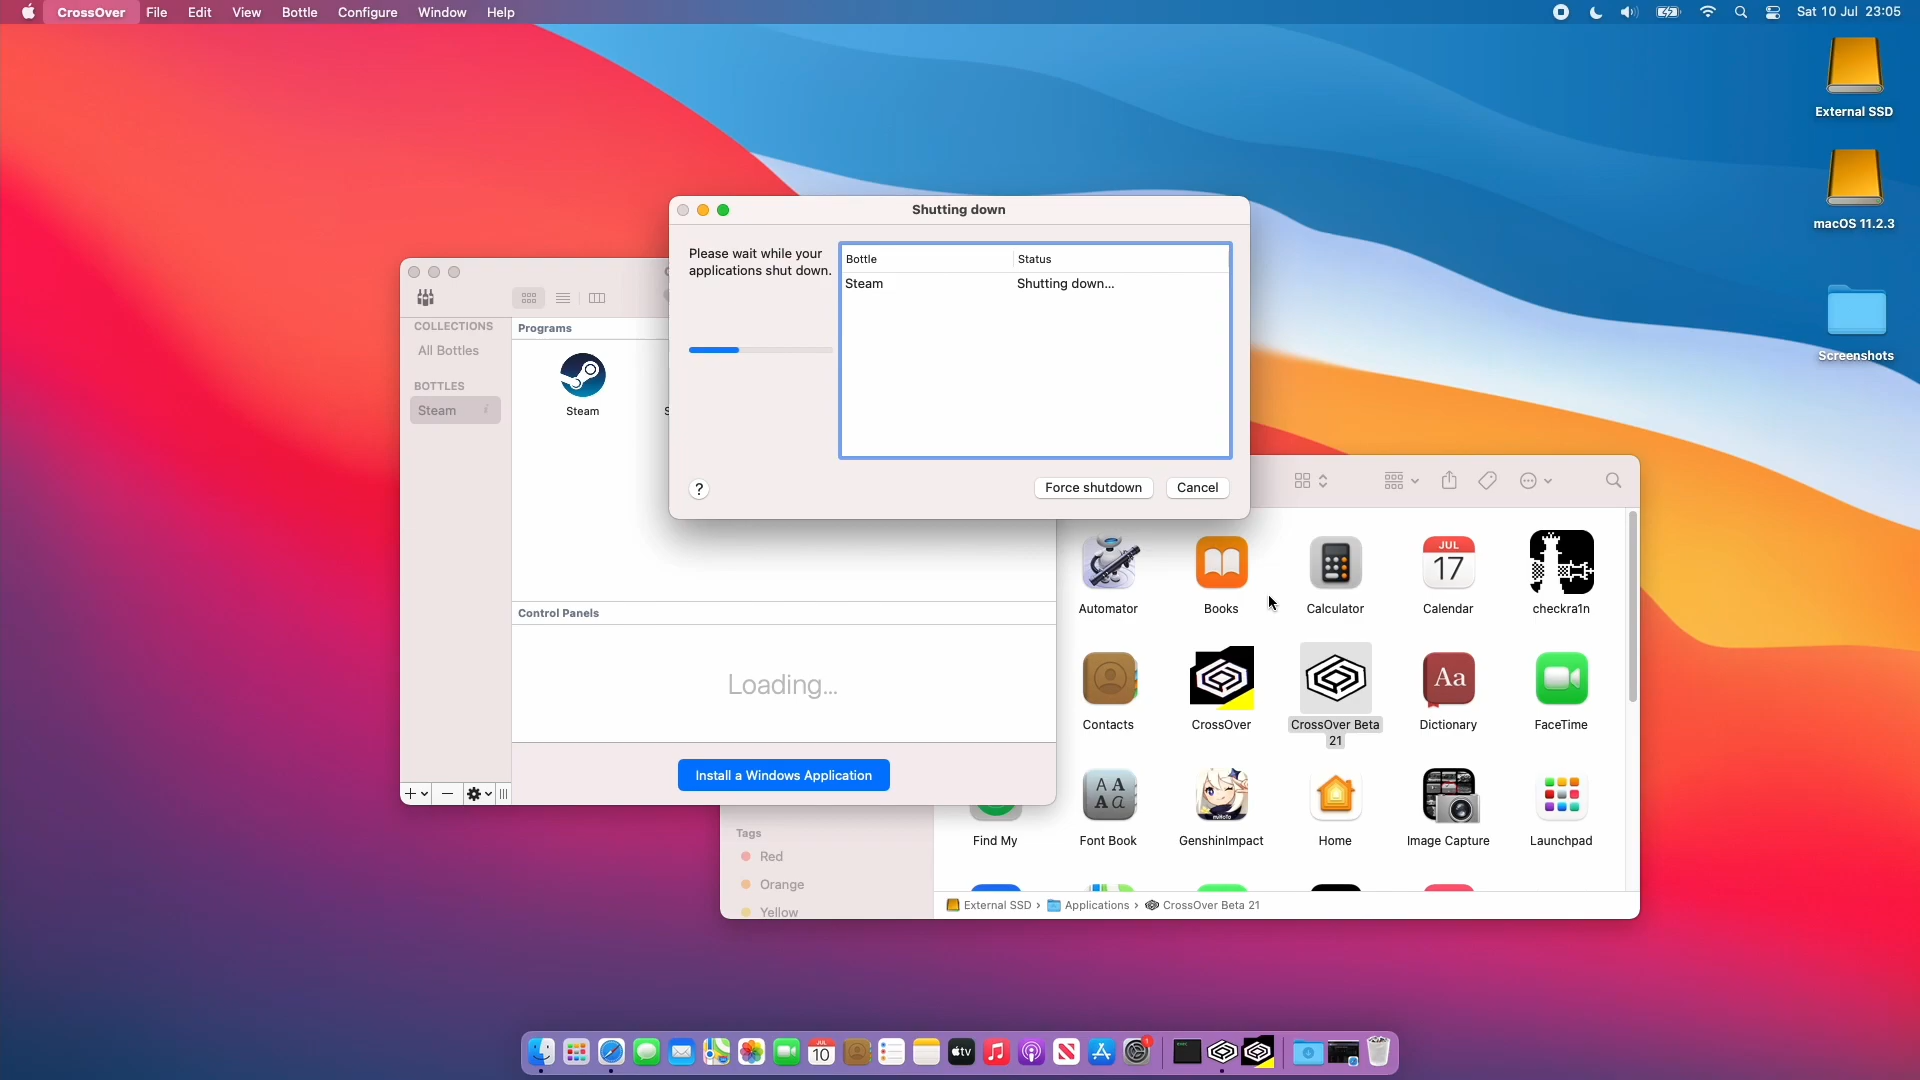 CrossOver File Edit View Bottle Configure Window Help
Sat 10 Jul 23:05
External SSD
macOS 11.2.3
Screenshots
Shutting down
Please wait while your
applications shut down.
Bottle Status
Steam Shutting down...
?
Force shutdown Cancel
COLLECTIONS
All Bottles
BOTTLES
Steam
Programs
Steam
Control Panels
Loading...
Install a Windows Application
JUL
17
Automator Books Calculator Calendar checkra1n
Aa
Contacts CrossOver CrossOver Beta
21
Dictionary FaceTime
Find My Font Book GenshinImpact Home Image Capture Launchpad
Tags
Red
Orange
Yellow
External SSD › Applications › CrossOver Beta 21
JUL
10
tv
1